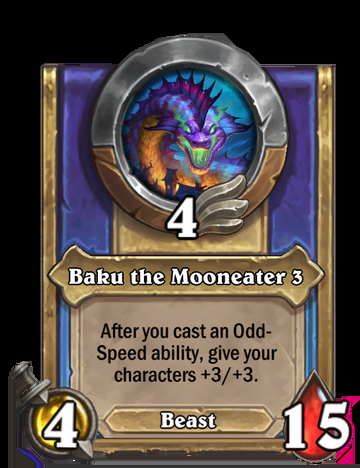 4
Baku the Mooneater 3
After you cast an Odd-
Speed ability, give your
characters +3/+3.
Beast
4
15